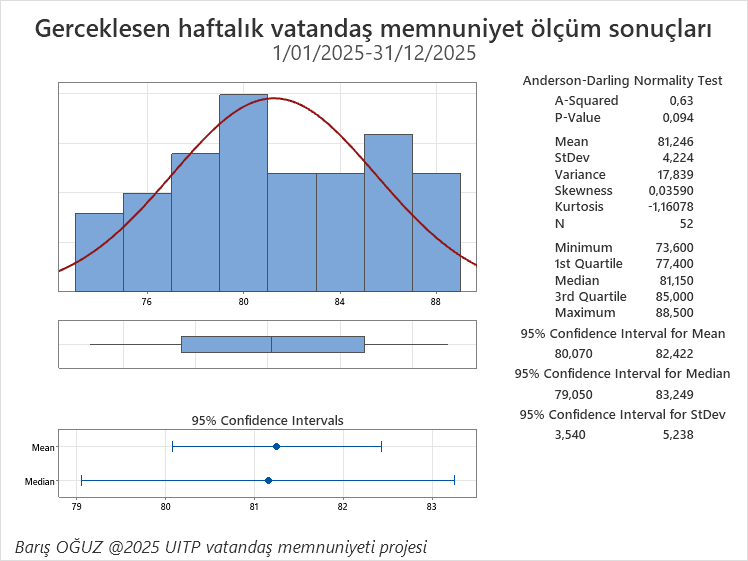 Gerceklesen haftalık vatandaş memnuniyet ölçüm sonuçları
1/01/2025-31/12/2025
Anderson-Darling Normality Test
A-Squared 0,63
P-Value 0,094
Mean 81,246
StDev 4,224
Variance 17,839
Skewness 0,03590
Kurtosis -1,16078
N 52
Minimum 73,600
1st Quartile 77,400
Median 81,150
3rd Quartile 85,000
Maximum 88,500
95% Confidence Interval for Mean
80,070 82,422
95% Confidence Interval for Median
79,050 83,249
95% Confidence Interval for StDev
3,540 5,238
76 80 84 88
95% Confidence Intervals
Mean
Median
79 80 81 82 83
Barış OĞUZ @2025 UITP vatandaş memnuniyeti projesi